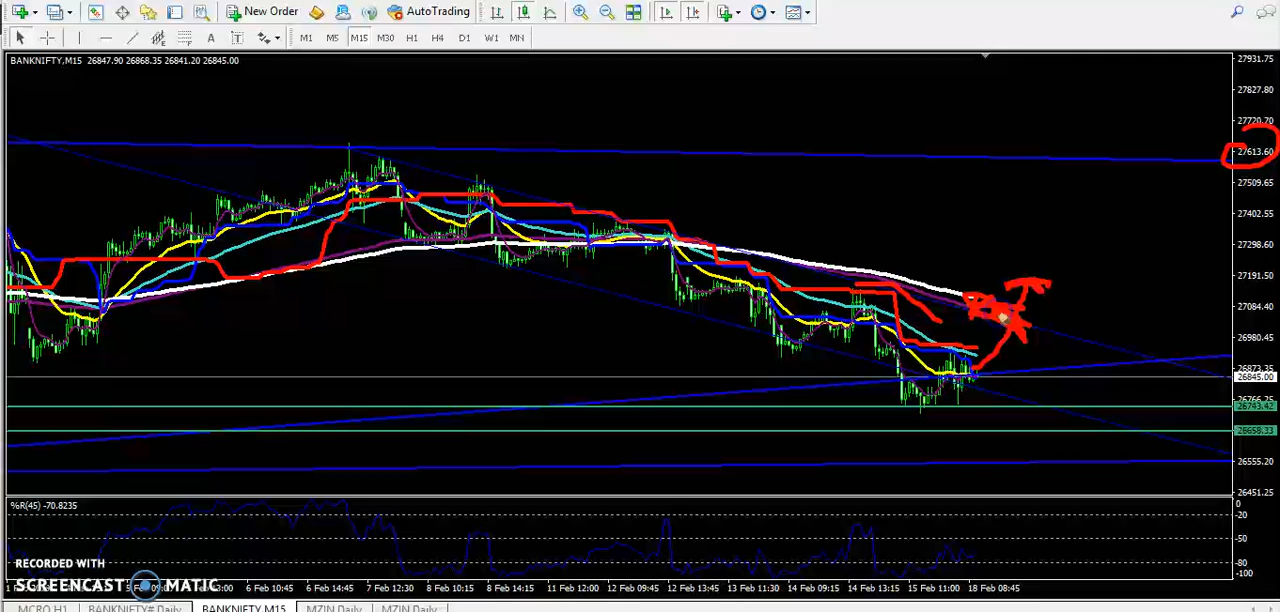 New Order AutoTrading
A T M1 M5 M15 M30 H1 H4 D1 W1 MN
BANKNIFTY,M15 26847.90 26868.35 26841.20 26845.00
27931.75
27827.80
27720.70
27613.60
27509.65
27402.55
27298.60
27191.50
27084.40
26980.45
26873.35
26845.00
26766.25
26743.42
26658.33
26555.20
26451.25
%R(45) -70.8235
0
-20
-50
-80
-100
RECORDED WITH
SCREENCAST MATIC
6 Feb 10:45 6 Feb 14:45 7 Feb 12:30 8 Feb 10:15 8 Feb 14:15 11 Feb 12:00 12 Feb 09:45 12 Feb 13:45 13 Feb 11:30 14 Feb 09:15 14 Feb 13:15 15 Feb 11:00 18 Feb 08:45
MCRO,H1 BANKNIFTY#,Daily BANKNIFTY,M15 MZIN,Daily MZIN,Daily